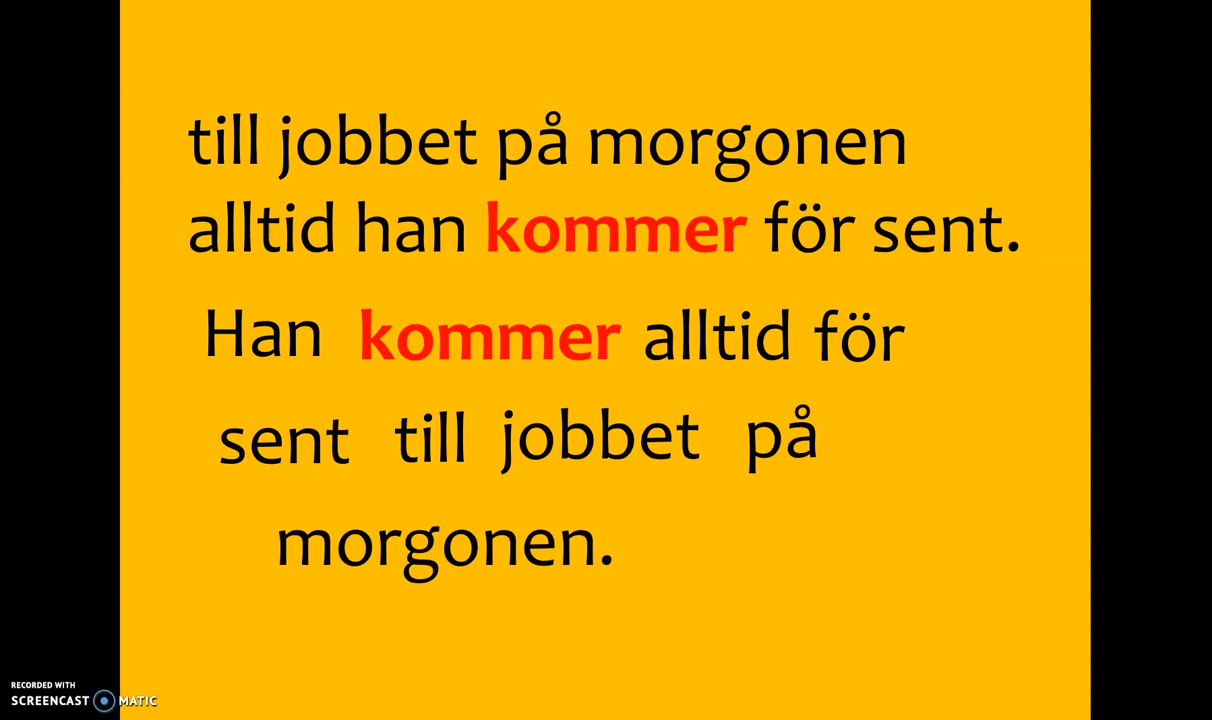 till jobbet på morgonen
alltid han kommer för sent.
Han kommer alltid för
sent till jobbet på
morgonen.
RECORDED WITH
SCREENCAST MATIC